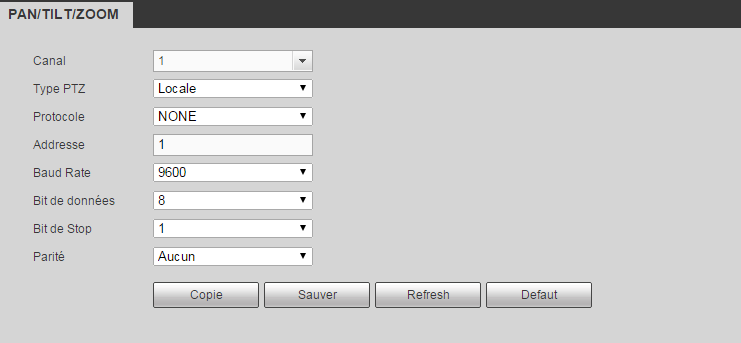 PAN/TILT/ZOOM
Canal 1
Type PTZ Locale
Protocole NONE
Addresse 1
Baud Rate 9600
Bit de données 8
Bit de Stop 1
Parité Aucun
Copie Sauver Refresh Defaut